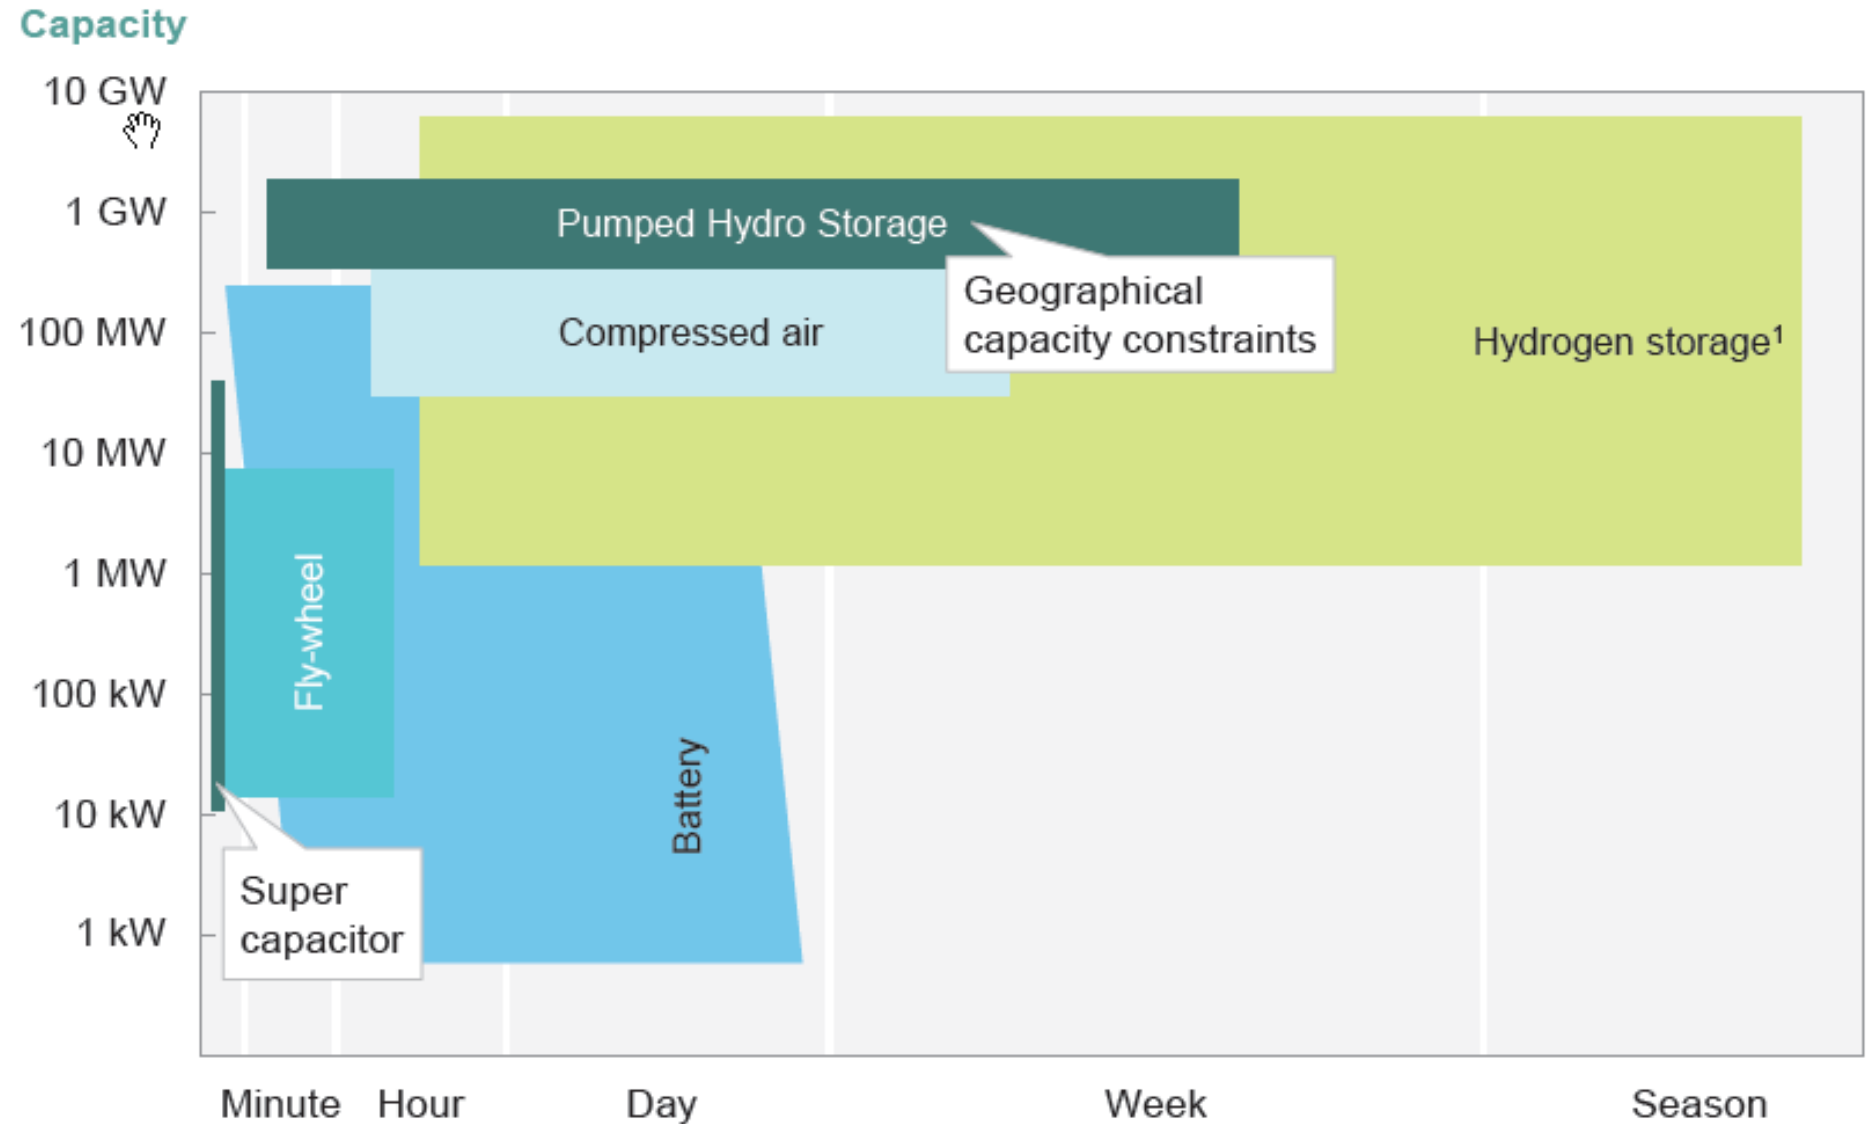 Capacity
10 GW
1 GW
100 MW
10 MW
1 MW
100 kW
10 kW
1 kW
Pumped Hydro Storage
Geographical
capacity constraints
Compressed air
Hydrogen storage¹
Fly-wheel
Battery
Super
capacitor
Minute
Hour
Day
Week
Season